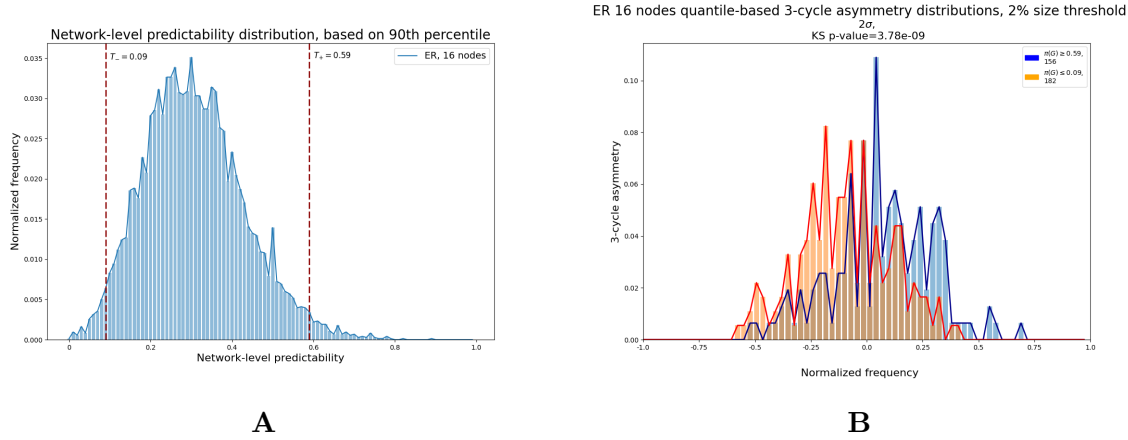 Network-level predictability distribution, based on 90th percentile
T₋ = 0.09
T₊ = 0.59
ER, 16 nodes
0.035
0.030
0.025
0.020
0.015
0.010
0.005
0.000
Normalized frequency
0.0
0.2
0.4
0.6
0.8
1.0
Network-level predictability
A
ER 16 nodes quantile-based 3-cycle asymmetry distributions, 2% size threshold
2σ,
KS p-value=3.78e-09
π(G) ≥ 0.59,
156
π(G) ≤ 0.09,
182
0.10
0.08
0.06
0.04
0.02
0.00
3-cycle asymmetry
-1.0
-0.75
-0.5
-0.25
0.0
0.25
0.5
0.75
1.0
Normalized frequency
B